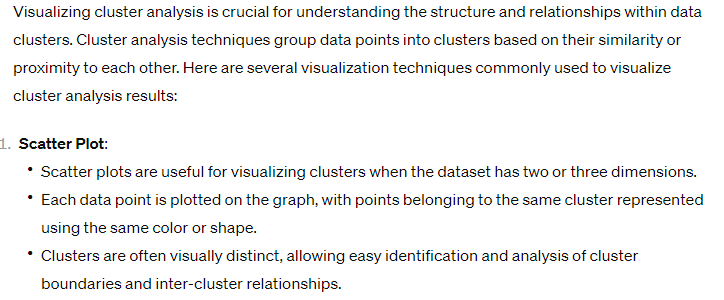 Visualizing cluster analysis is crucial for understanding the structure and relationships within data
clusters. Cluster analysis techniques group data points into clusters based on their similarity or
proximity to each other. Here are several visualization techniques commonly used to visualize
cluster analysis results:
1. Scatter Plot:
• Scatter plots are useful for visualizing clusters when the dataset has two or three dimensions.
• Each data point is plotted on the graph, with points belonging to the same cluster represented
using the same color or shape.
• Clusters are often visually distinct, allowing easy identification and analysis of cluster
boundaries and inter-cluster relationships.